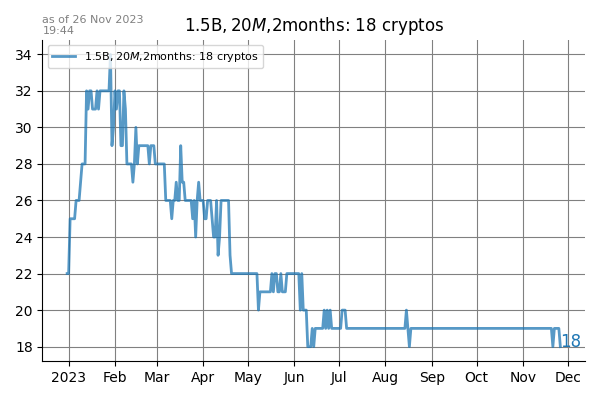 as of 26 Nov 2023
19:44
1.5B, 20M,2months: 18 cryptos
1.5B, 20M,2months: 18 cryptos
34
32
30
28
26
24
22
20
18
18
2023 Feb Mar Apr May Jun Jul Aug Sep Oct Nov Dec